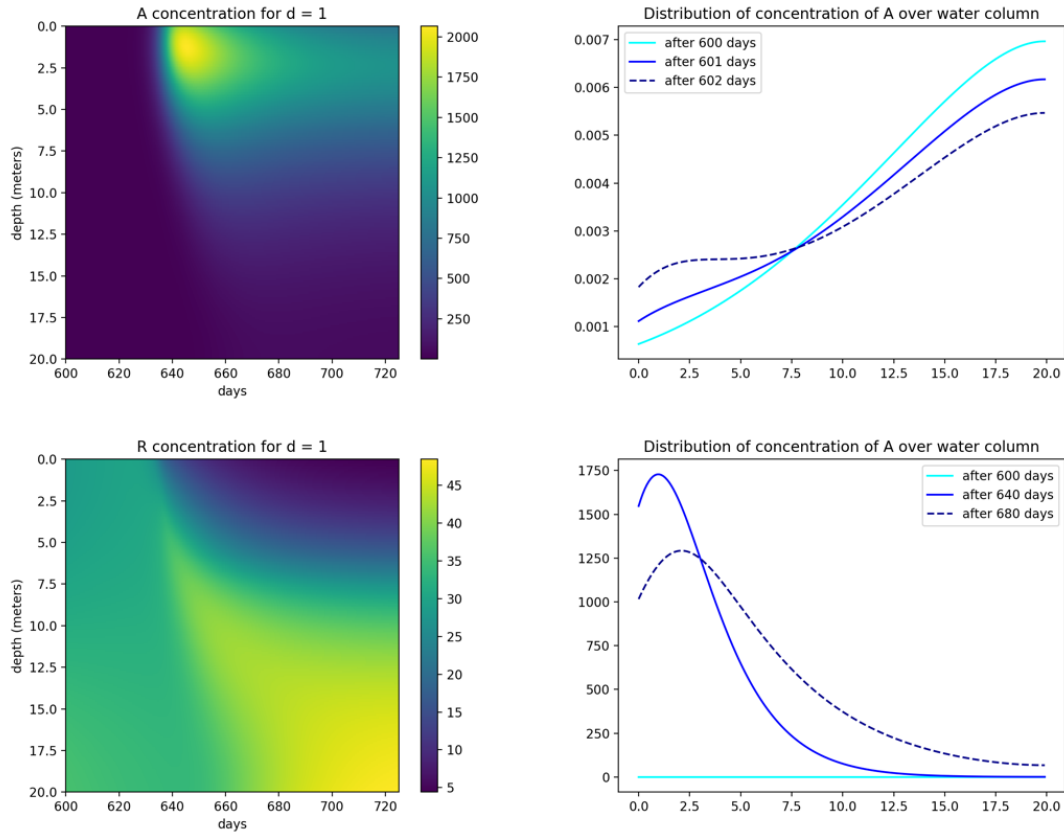 A concentration for d = 1
0.0
2.5
5.0
7.5
10.0
12.5
15.0
17.5
20.0
depth (meters)
600 620 640 660 680 700 720
days
2000
1750
1500
1250
1000
750
500
250
Distribution of concentration of A over water column
after 600 days
after 601 days
after 602 days
0.007
0.006
0.005
0.004
0.003
0.002
0.001
0.0 2.5 5.0 7.5 10.0 12.5 15.0 17.5 20.0
R concentration for d = 1
0.0
2.5
5.0
7.5
10.0
12.5
15.0
17.5
20.0
depth (meters)
600 620 640 660 680 700 720
days
45
40
35
30
25
20
15
10
5
Distribution of concentration of A over water column
after 600 days
after 640 days
after 680 days
1750
1500
1250
1000
750
500
250
0
0.0 2.5 5.0 7.5 10.0 12.5 15.0 17.5 20.0